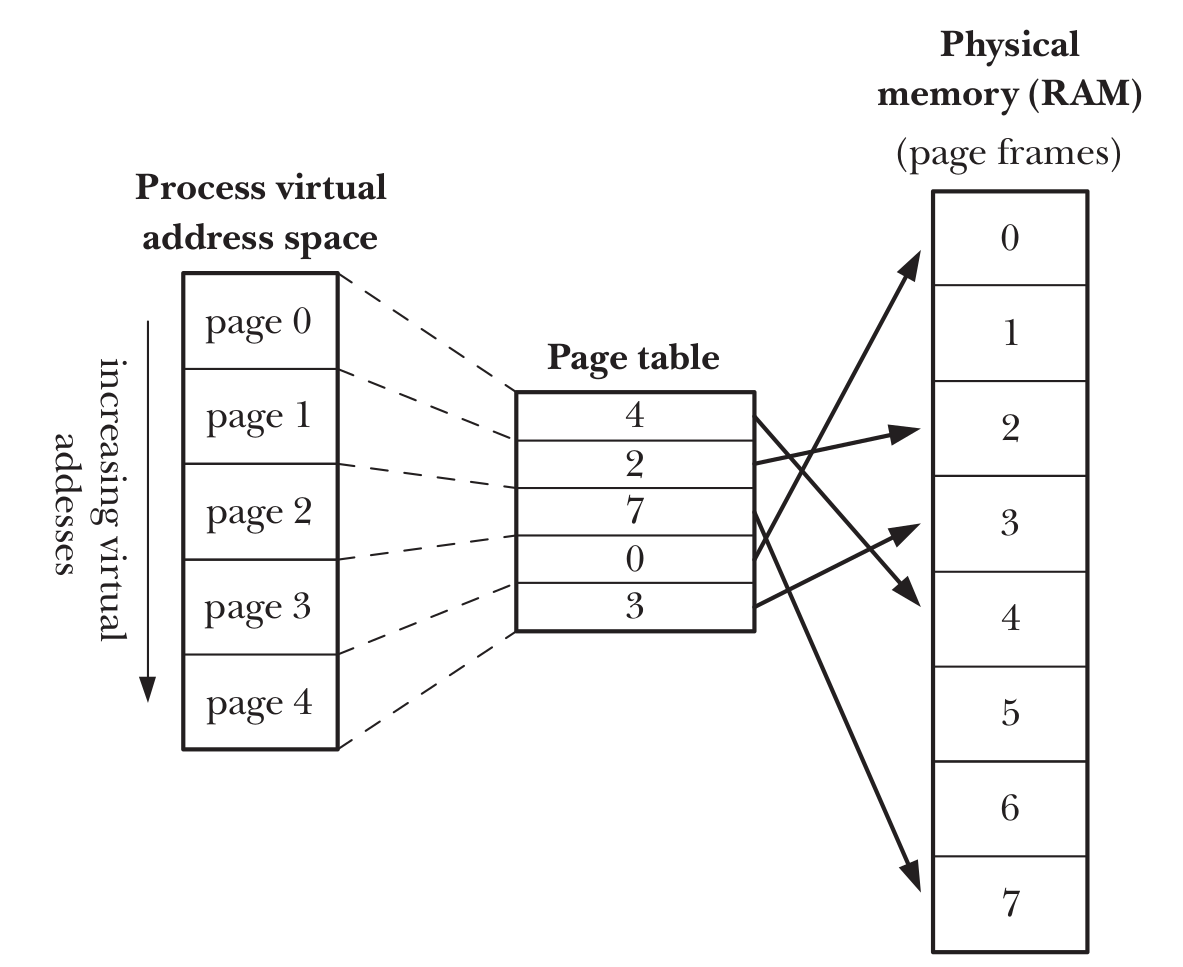 Physical
memory (RAM)
(page frames)
Process virtual
address space
increasing virtual
addesses
page 0
page 1
page 2
page 3
page 4
Page table
4
2
7
0
3
0
1
2
3
4
5
6
7